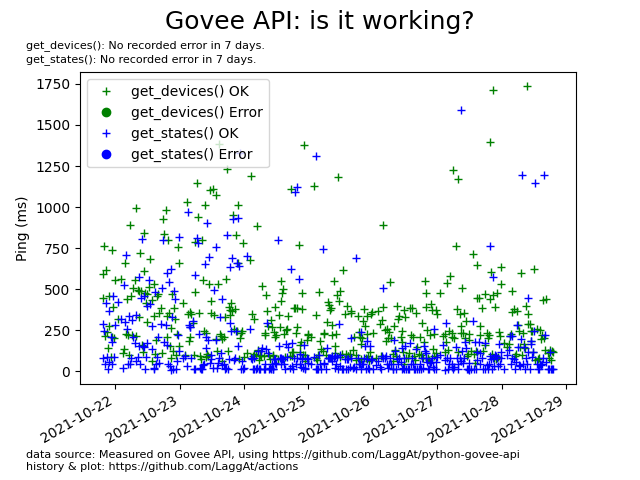 Govee API: is it working?
get_devices(): No recorded error in 7 days.
get_states(): No recorded error in 7 days.
get_devices() OK
get_devices() Error
get_states() OK
get_states() Error
Ping (ms)
1750
1500
1250
1000
750
500
250
0
2021-10-22
2021-10-23
2021-10-24
2021-10-25
2021-10-26
2021-10-27
2021-10-28
2021-10-29
data source: Measured on Govee API, using https://github.com/LaggAt/python-govee-api
history & plot: https://github.com/LaggAt/actions